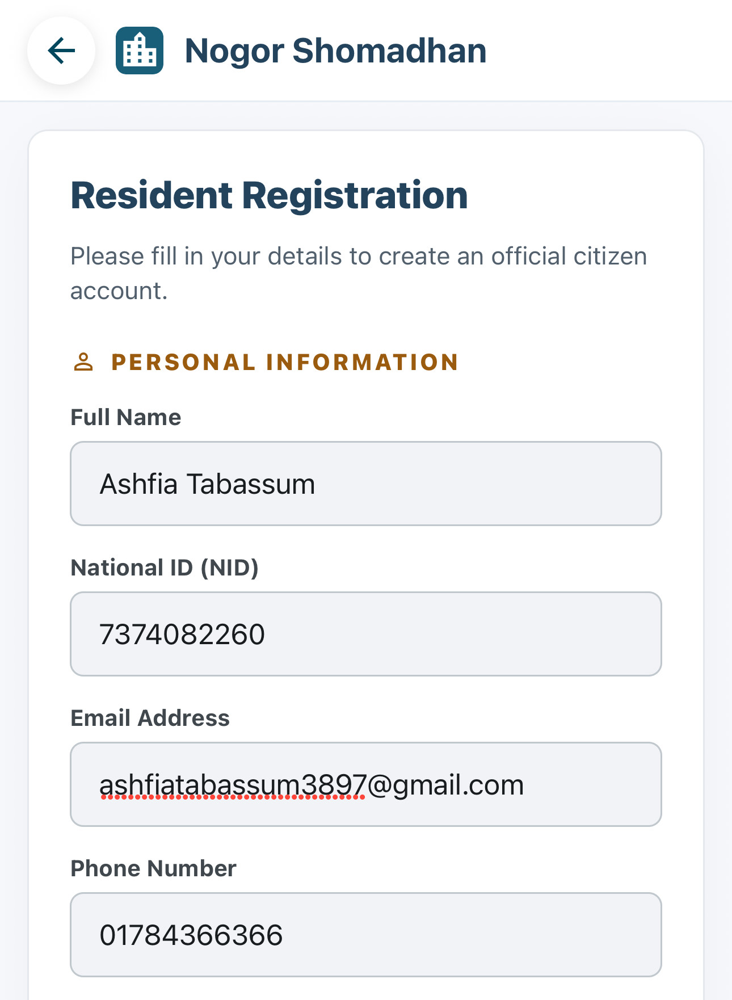 Nogor Shomadhan
Resident Registration
Please fill in your details to create an official citizen
account.
PERSONAL INFORMATION
Full Name
Ashfia Tabassum
National ID (NID)
7374082260
Email Address
ashfiatabassum3897@gmail.com
Phone Number
01784366366